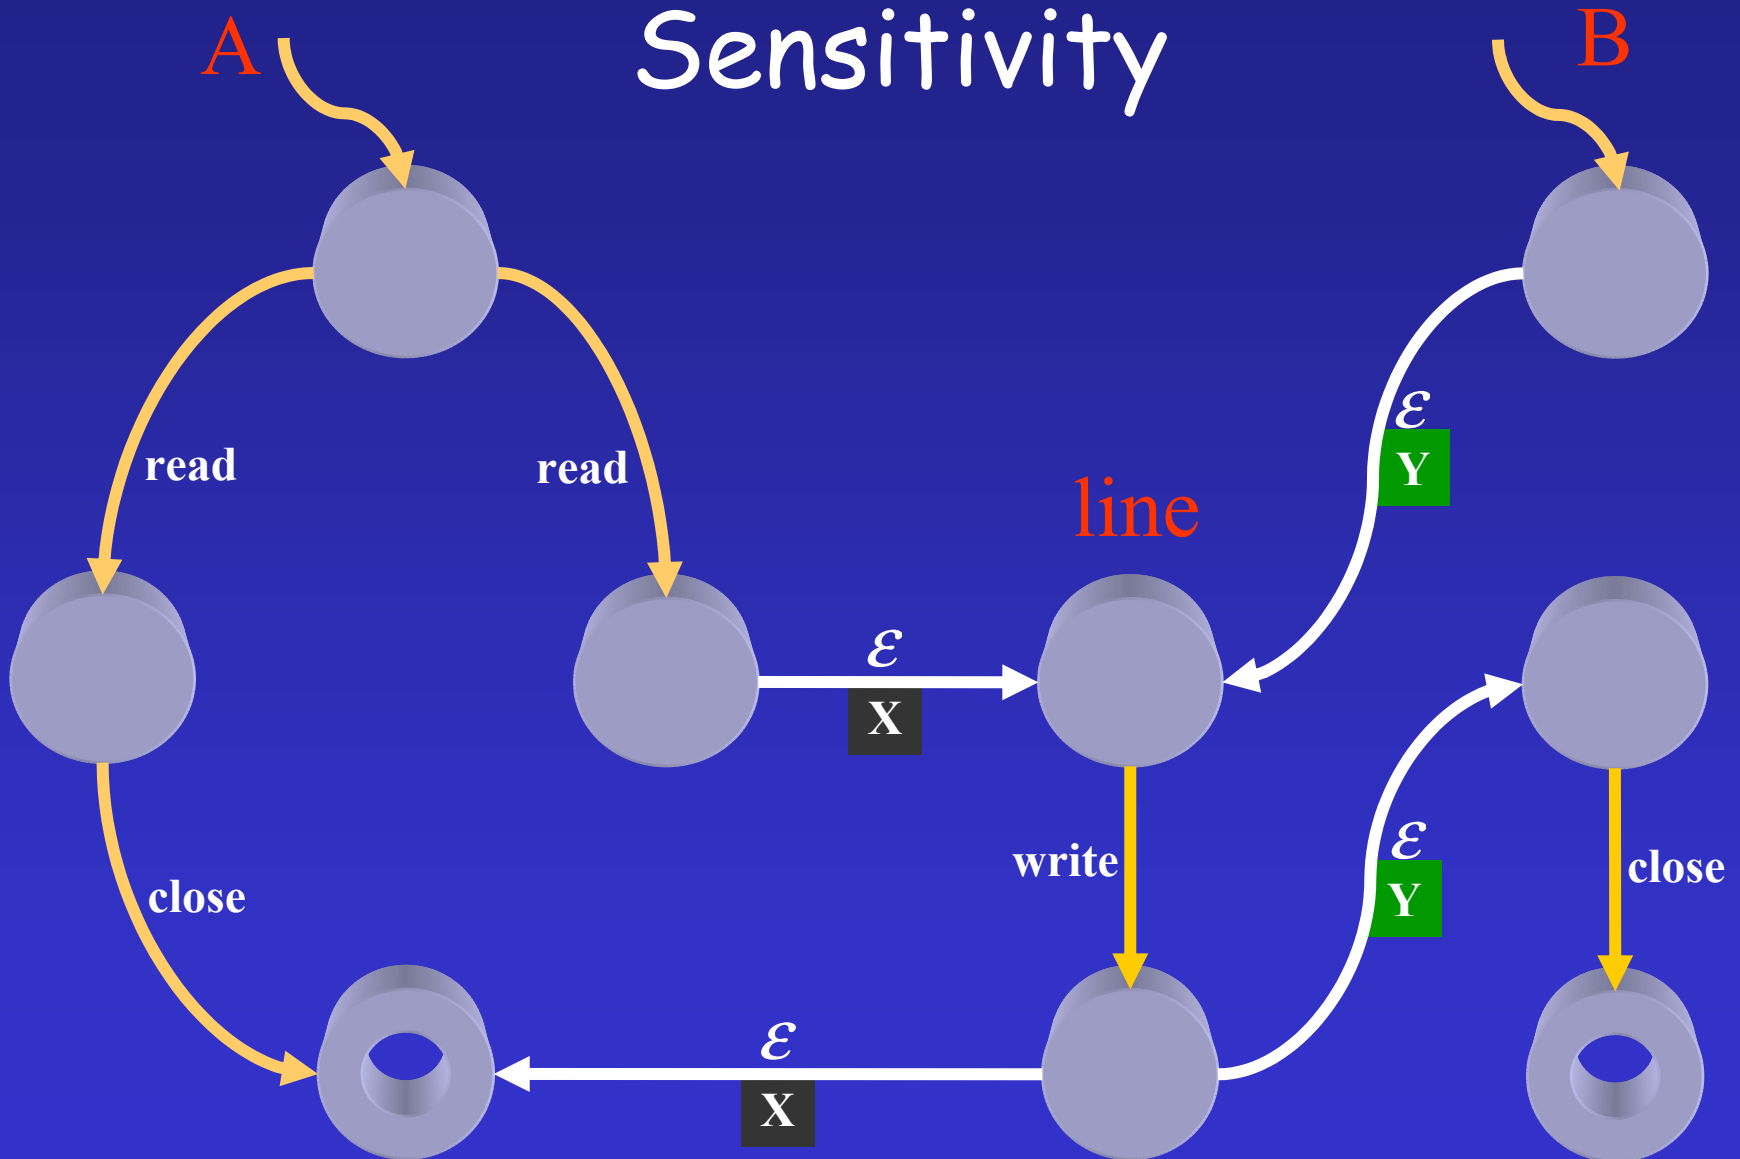 A
Sensitivity
B
ε
Y
read
read
line
ε
X
ε
Y
write
close
close
ε
X